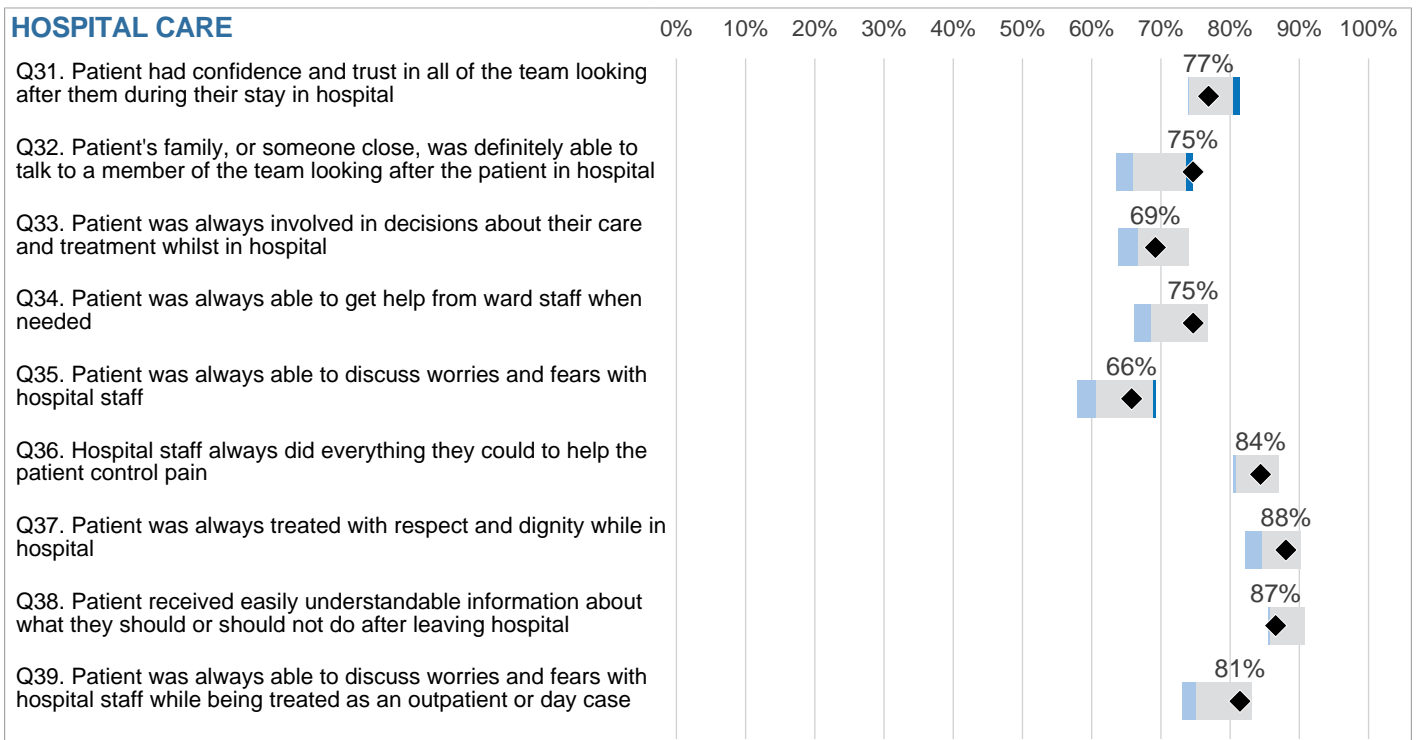 HOSPITAL CARE
0% 10% 20% 30% 40% 50% 60% 70% 80% 90% 100%
Q31. Patient had confidence and trust in all of the team looking
after them during their stay in hospital
77%
Q32. Patient's family, or someone close, was definitely able to
talk to a member of the team looking after the patient in hospital
75%
Q33. Patient was always involved in decisions about their care
and treatment whilst in hospital
69%
Q34. Patient was always able to get help from ward staff when
needed
75%
Q35. Patient was always able to discuss worries and fears with
hospital staff
66%
Q36. Hospital staff always did everything they could to help the
patient control pain
84%
Q37. Patient was always treated with respect and dignity while in
hospital
88%
Q38. Patient received easily understandable information about
what they should or should not do after leaving hospital
87%
Q39. Patient was always able to discuss worries and fears with
hospital staff while being treated as an outpatient or day case
81%